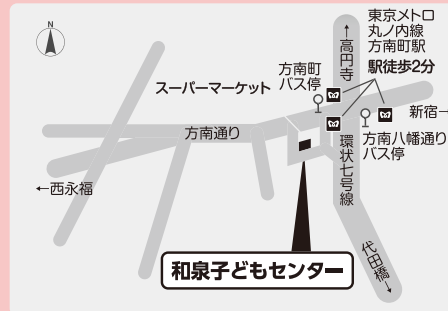 N
東京メトロ
丸ノ内線
方南町駅
駅徒歩2分
←高円寺
方南町
バス停
スーパーマーケット
新宿→
方南通り
方南八幡通り
バス停
環状七号線
←西永福
代田橋→
和泉子どもセンター